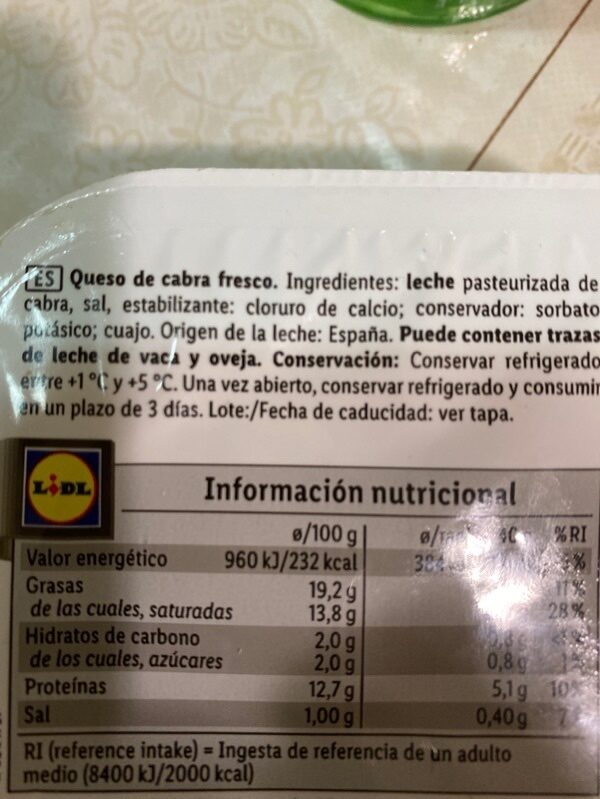 ES Queso de cabra fresco. Ingredientes: leche pasteurizada de
cabra, sal, estabilizante: cloruro de calcio; conservador: sorbato
potásico; cuajo. Origen de la leche: España. Puede contener trazas
de leche de vaca y oveja. Conservación: Conservar refrigerado
entre +1 °C y +5 °C. Una vez abierto, conservar refrigerado y consumir
en un plazo de 3 días. Lote:/Fecha de caducidad: ver tapa.
LIDL
Información nutricional
ø/100 g %RI
Valor energético 960 kJ/232 kcal
Grasas 19,2 g 11%
de las cuales, saturadas 13,8 g 28%
Hidratos de carbono 2,0 g
de los cuales, azúcares 2,0 g 0,8 g
Proteínas 12,7 g 5,1 g
Sal 1,00 g 0,40 g
RI (reference intake) = Ingesta de referencia de un adulto
medio (8400 kJ/2000 kcal)